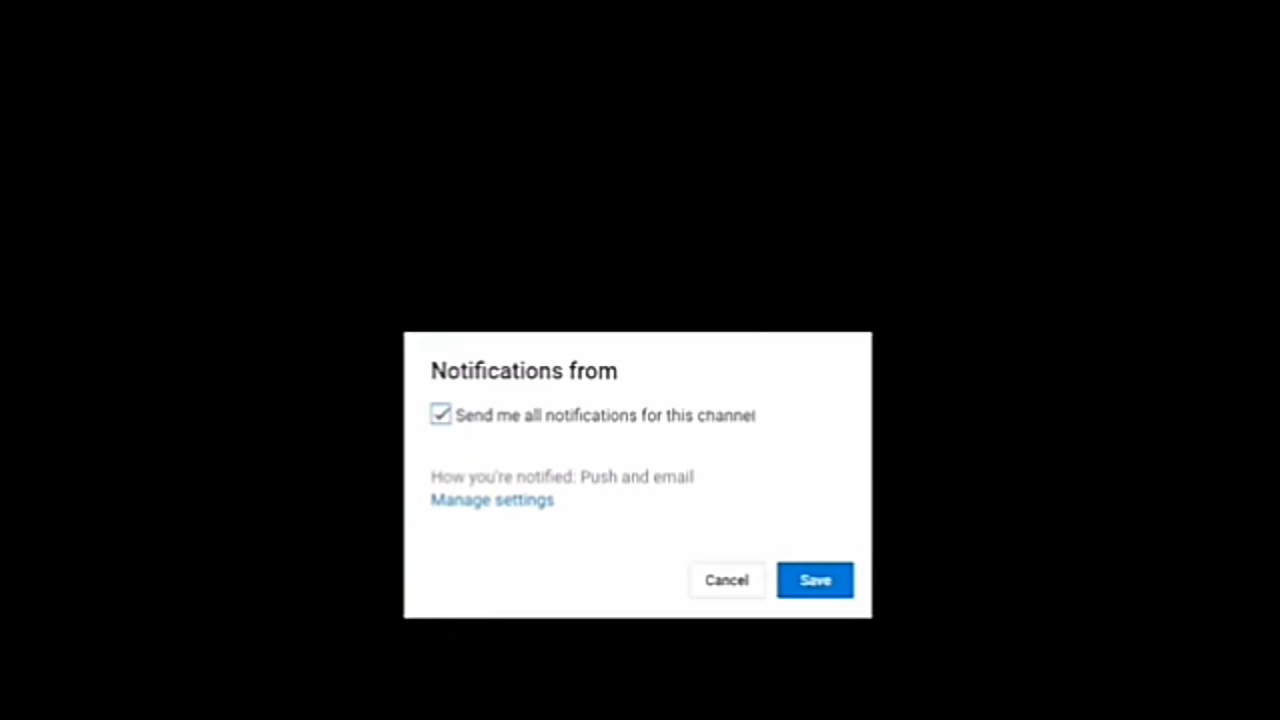 Notifications from
Send me all notifications for this channel
How you're notified: Push and email
Manage settings
Cancel Save